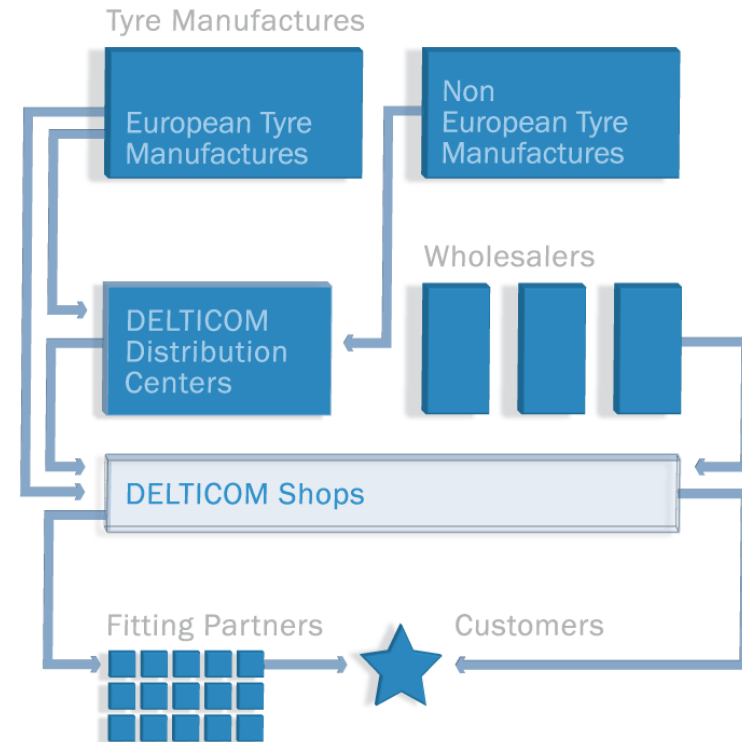 Tyre Manufactures
European Tyre
Manufactures
Non
European Tyre
Manufactures
Wholesalers
DELTICOM
Distribution
Centers
DELTICOM Shops
Fitting Partners
Customers